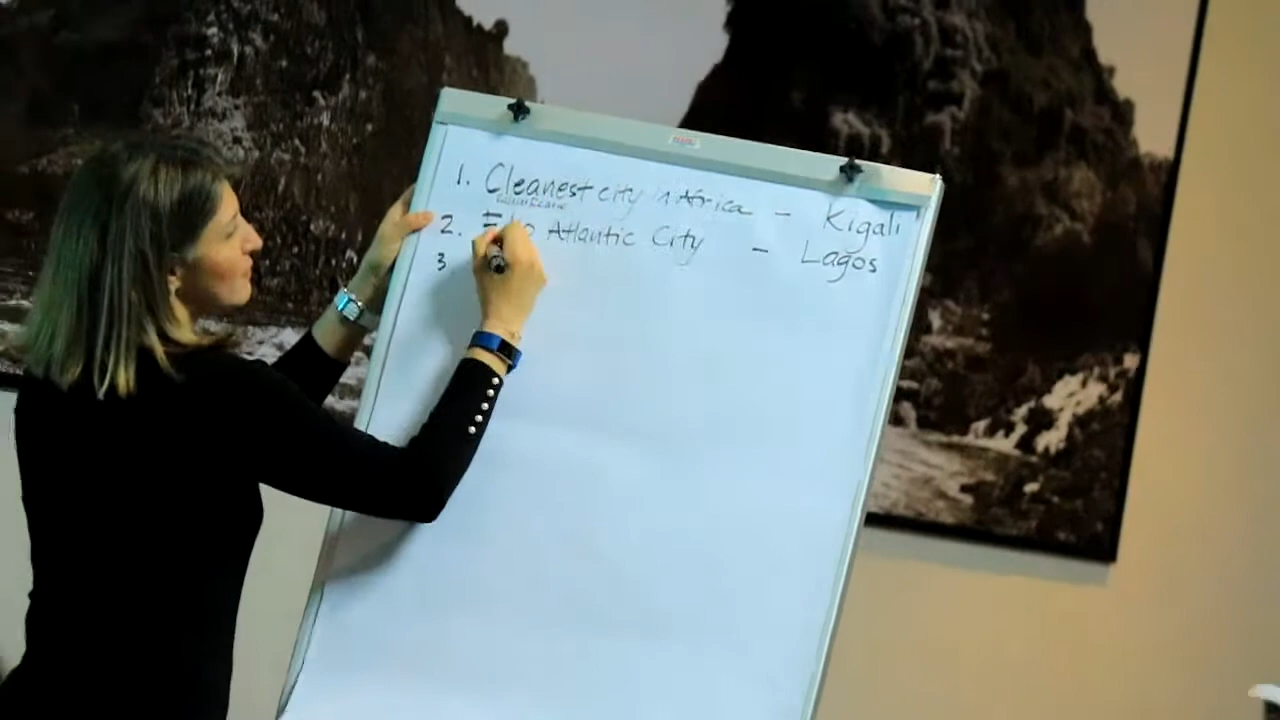 1. Cleanest city in Africa - Kigali
2. Eko Atlantic City - Lagos
3